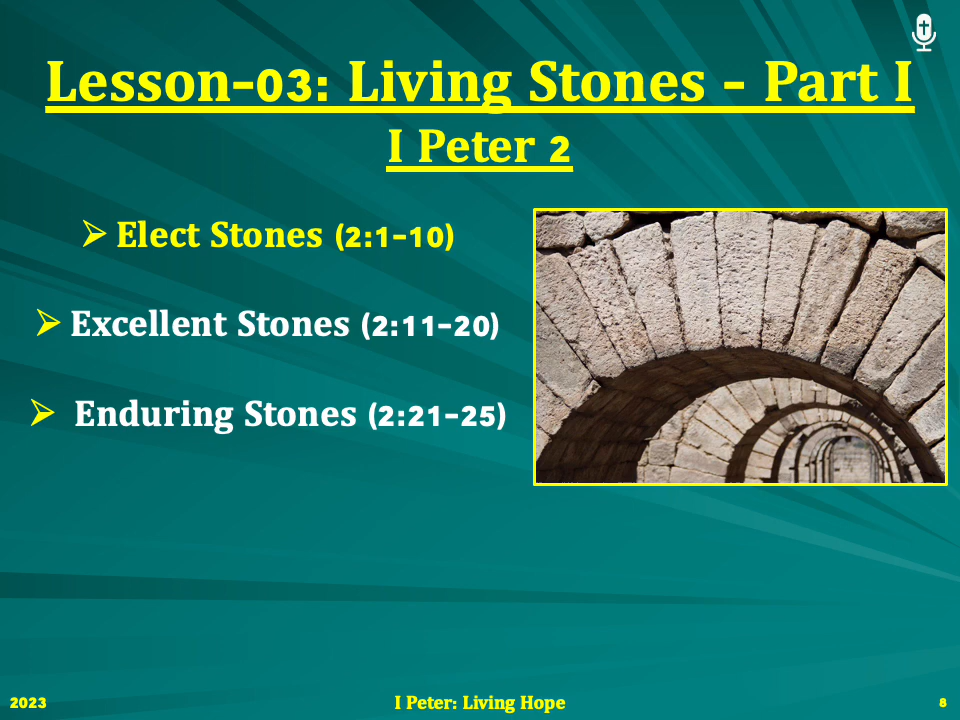 Lesson-03: Living Stones - Part I
I Peter 2
➢ Elect Stones (2:1-10)
➢ Excellent Stones (2:11-20)
➢ Enduring Stones (2:21-25)
2023
I Peter: Living Hope
8